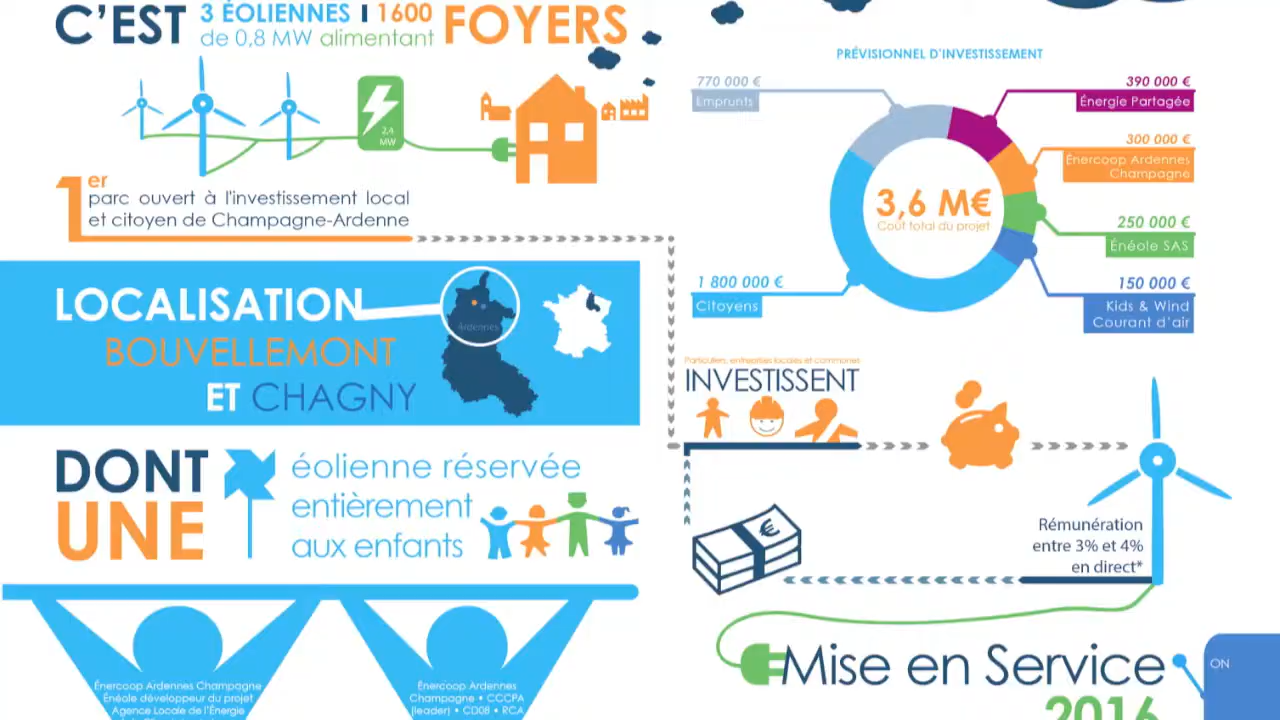 C'EST 3 ÉOLIENNES I 1600 FOYERS
de 0,8 MW alimentant
2,4
MW
1er
parc ouvert à l'investissement local
et citoyen de Champagne-Ardenne
LOCALISATION
Ardennes
BOUVELLEMONT
ET CHAGNY
DONT
UNE
éolienne réservée
entièrement
aux enfants
Énercoop Ardennes Champagne
Énéole développeur du projet
Agence Locale de l'Énergie
Énercoop Ardennes
Champagne • CCCPA
(leader) • CD08 • RCA
PRÉVISIONNEL D'INVESTISSEMENT
770 000 €
Emprunts
390 000 €
Énergie Partagée
300 000 €
Énercoop Ardennes
Champagne
3,6 M€
Coût total du projet
250 000 €
Énéole SAS
1 800 000 €
Citoyens
150 000 €
Kids & Wind
Courant d'air
Particuliers, entreprises locales et communes
INVESTISSENT
€
Rémunération
entre 3% et 4%
en direct*
Mise en Service
2016
ON